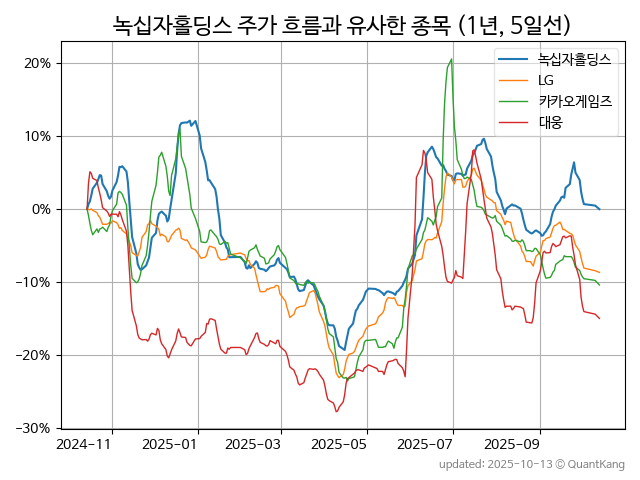 녹십자홀딩스 주가 흐름과 유사한 종목 (1년, 5일선)
녹십자홀딩스
LG
카카오게임즈
대웅
20%
10%
0%
−10%
−20%
−30%
2024-11
2025-01
2025-03
2025-05
2025-07
2025-09
updated: 2025-10-13 © QuantKang